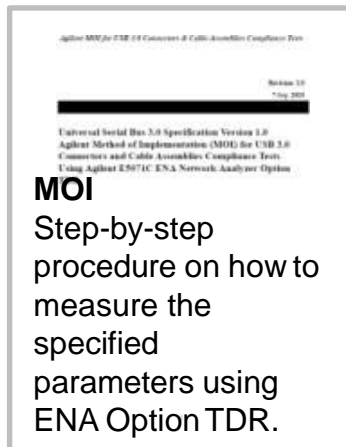 Agilent MOI for USB 3.0 Connectors & Cable Assemblies Compliance Tests
Revision 1.0
Universal Serial Bus 3.0 Specification Version 1.0
Agilent Method of Implementation (MOI) for USB 3.0
Connectors and Cable Assemblies Compliance Tests
Using Agilent E5071C ENA Network Analyzer Option
MOI
Step-by-step
procedure on how to
measure the
specified
parameters using
ENA Option TDR.